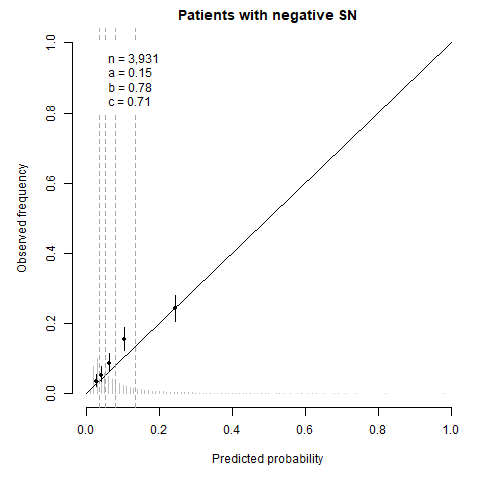 Patients with negative SN
n = 3,931
a = 0.15
b = 0.78
c = 0.71
Observed frequency
1.0
0.8
0.6
0.4
0.2
0.0
0.0 0.2 0.4 0.6 0.8 1.0
Predicted probability